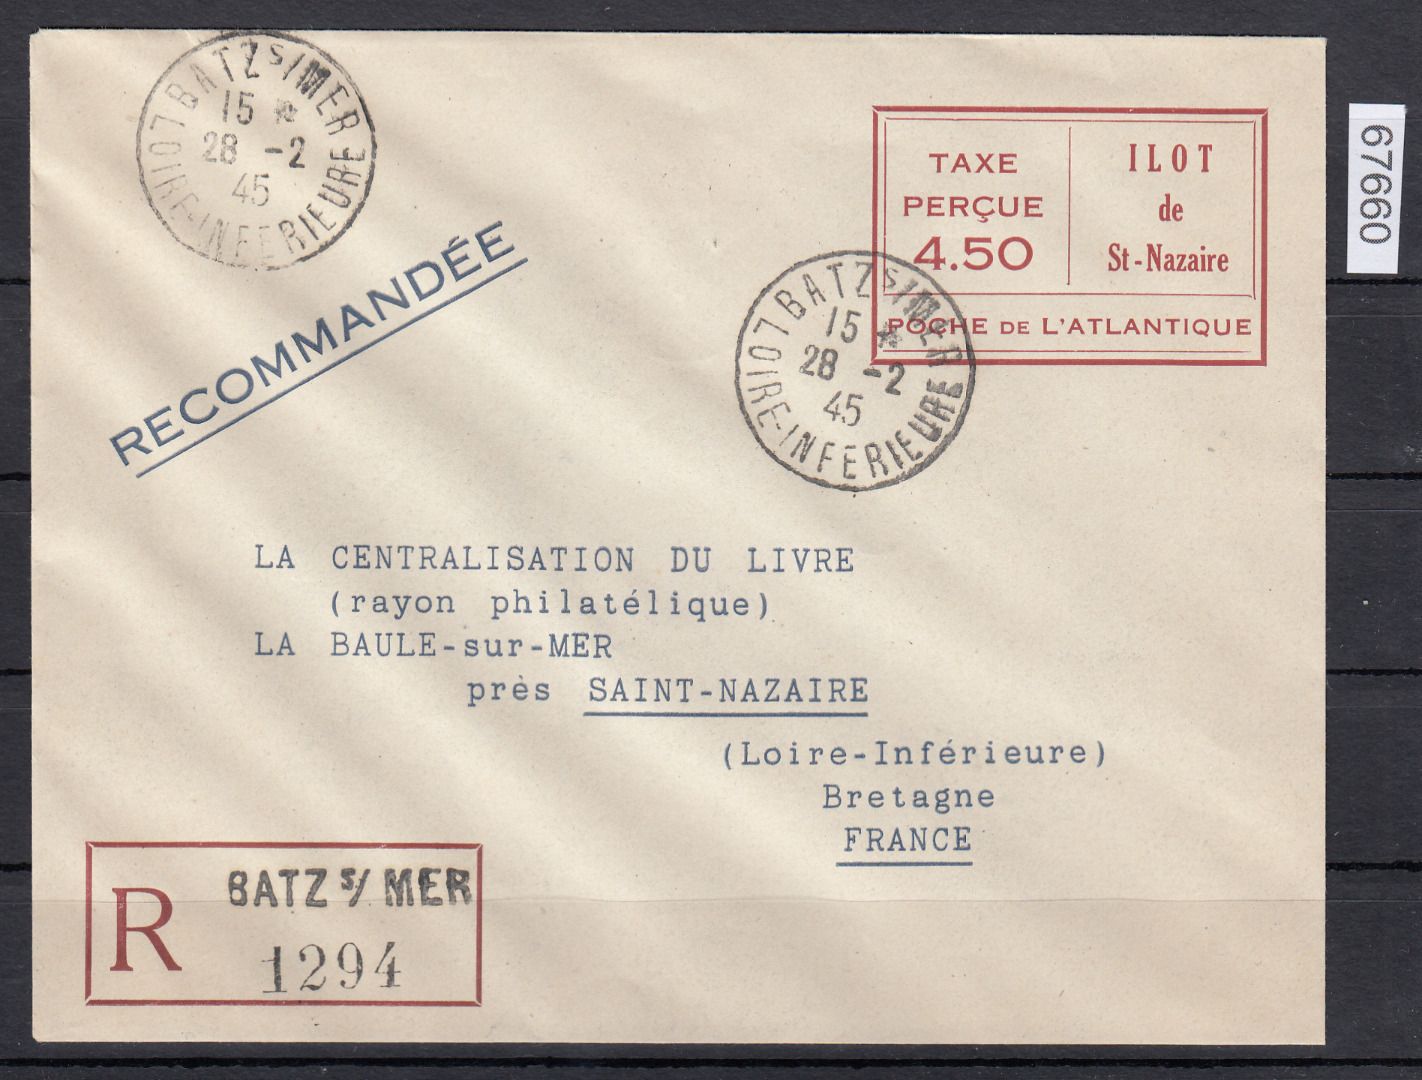 BATZ S/MER
15 *
28 -2
45
LOIRE-INFERIEURE
TAXE
PERÇUE
4.50
ILOT
de
St-Nazaire
POCHE DE L'ATLANTIQUE
67660
RECOMMANDÉE
BATZ S/MER
15 *
28 -2
45
LOIRE-INFERIEURE
LA CENTRALISATION DU LIVRE
(rayon philatélique)
LA BAULE-sur-MER
près SAINT-NAZAIRE
(Loire-Inférieure)
Bretagne
FRANCE
R
BATZ S/ MER
1294